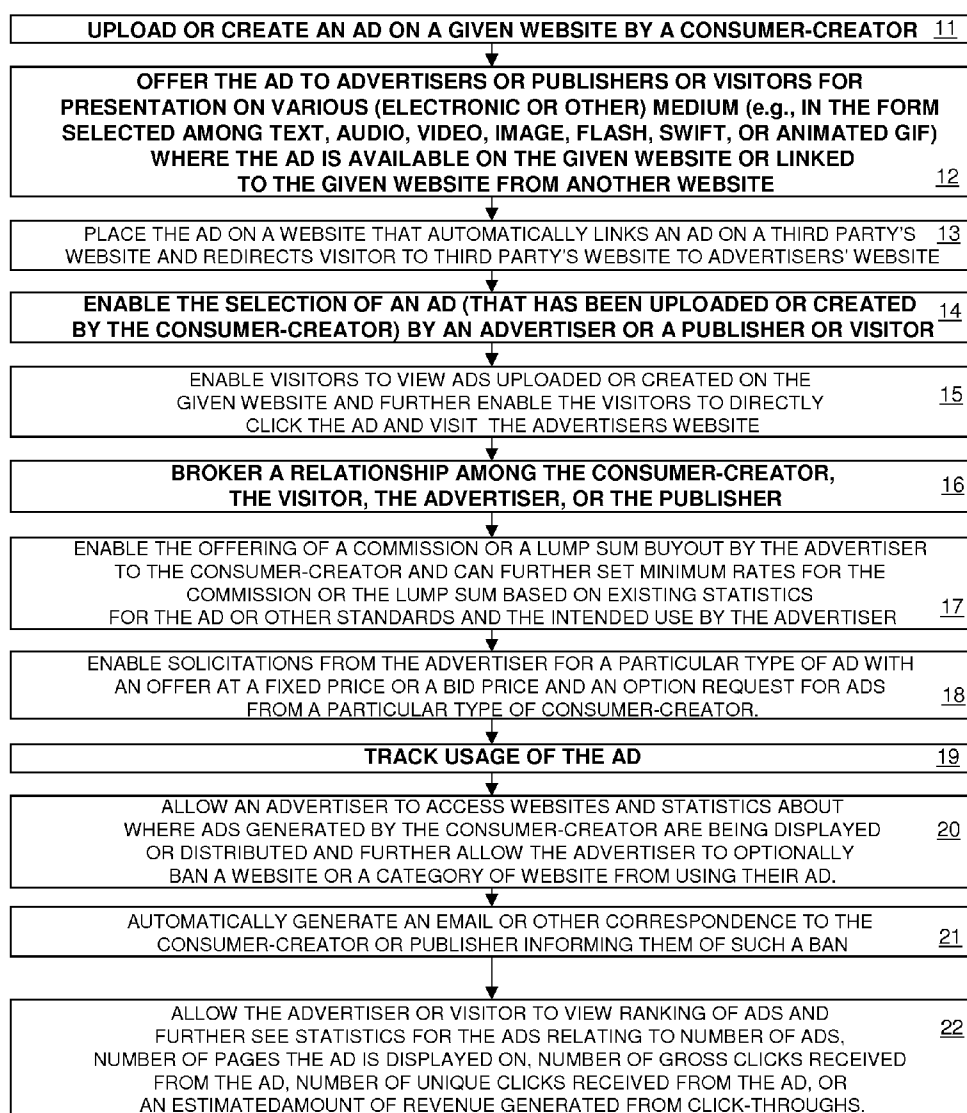 UPLOAD OR CREATE AN AD ON A GIVEN WEBSITE BY A CONSUMER-CREATOR 11
OFFER THE AD TO ADVERTISERS OR PUBLISHERS OR VISITORS FOR
PRESENTATION ON VARIOUS (ELECTRONIC OR OTHER) MEDIUM (e.g., IN THE FORM
SELECTED AMONG TEXT, AUDIO, VIDEO, IMAGE, FLASH, SWIFT, OR ANIMATED GIF)
WHERE THE AD IS AVAILABLE ON THE GIVEN WEBSITE OR LINKED
TO THE GIVEN WEBSITE FROM ANOTHER WEBSITE 12
PLACE THE AD ON A WEBSITE THAT AUTOMATICALLY LINKS AN AD ON A THIRD PARTY'S 13
WEBSITE AND REDIRECTS VISITOR TO THIRD PARTY'S WEBSITE TO ADVERTISERS' WEBSITE
ENABLE THE SELECTION OF AN AD (THAT HAS BEEN UPLOADED OR CREATED 14
BY THE CONSUMER-CREATOR) BY AN ADVERTISER OR A PUBLISHER OR VISITOR
ENABLE VISITORS TO VIEW ADS UPLOADED OR CREATED ON THE
GIVEN WEBSITE AND FURTHER ENABLE THE VISITORS TO DIRECTLY 15
CLICK THE AD AND VISIT THE ADVERTISERS WEBSITE
BROKER A RELATIONSHIP AMONG THE CONSUMER-CREATOR,
THE VISITOR, THE ADVERTISER, OR THE PUBLISHER 16
ENABLE THE OFFERING OF A COMMISSION OR A LUMP SUM BUYOUT BY THE ADVERTISER
TO THE CONSUMER-CREATOR AND CAN FURTHER SET MINIMUM RATES FOR THE
COMMISSION OR THE LUMP SUM BASED ON EXISTING STATISTICS 17
FOR THE AD OR OTHER STANDARDS AND THE INTENDED USE BY THE ADVERTISER
ENABLE SOLICITATIONS FROM THE ADVERTISER FOR A PARTICULAR TYPE OF AD WITH
AN OFFER AT A FIXED PRICE OR A BID PRICE AND AN OPTION REQUEST FOR ADS
FROM A PARTICULAR TYPE OF CONSUMER-CREATOR. 18
TRACK USAGE OF THE AD 19
ALLOW AN ADVERTISER TO ACCESS WEBSITES AND STATISTICS ABOUT
WHERE ADS GENERATED BY THE CONSUMER-CREATOR ARE BEING DISPLAYED 20
OR DISTRIBUTED AND FURTHER ALLOW THE ADVERTISER TO OPTIONALLY
BAN A WEBSITE OR A CATEGORY OF WEBSITE FROM USING THEIR AD.
AUTOMATICALLY GENERATE AN EMAIL OR OTHER CORRESPONDENCE TO THE
CONSUMER-CREATOR OR PUBLISHER INFORMING THEM OF SUCH A BAN 21
ALLOW THE ADVERTISER OR VISITOR TO VIEW RANKING OF ADS AND
FURTHER SEE STATISTICS FOR THE ADS RELATING TO NUMBER OF ADS, 22
NUMBER OF PAGES THE AD IS DISPLAYED ON, NUMBER OF GROSS CLICKS RECEIVED
FROM THE AD, NUMBER OF UNIQUE CLICKS RECEIVED FROM THE AD, OR
AN ESTIMATEDAMOUNT OF REVENUE GENERATED FROM CLICK-THROUGHS.